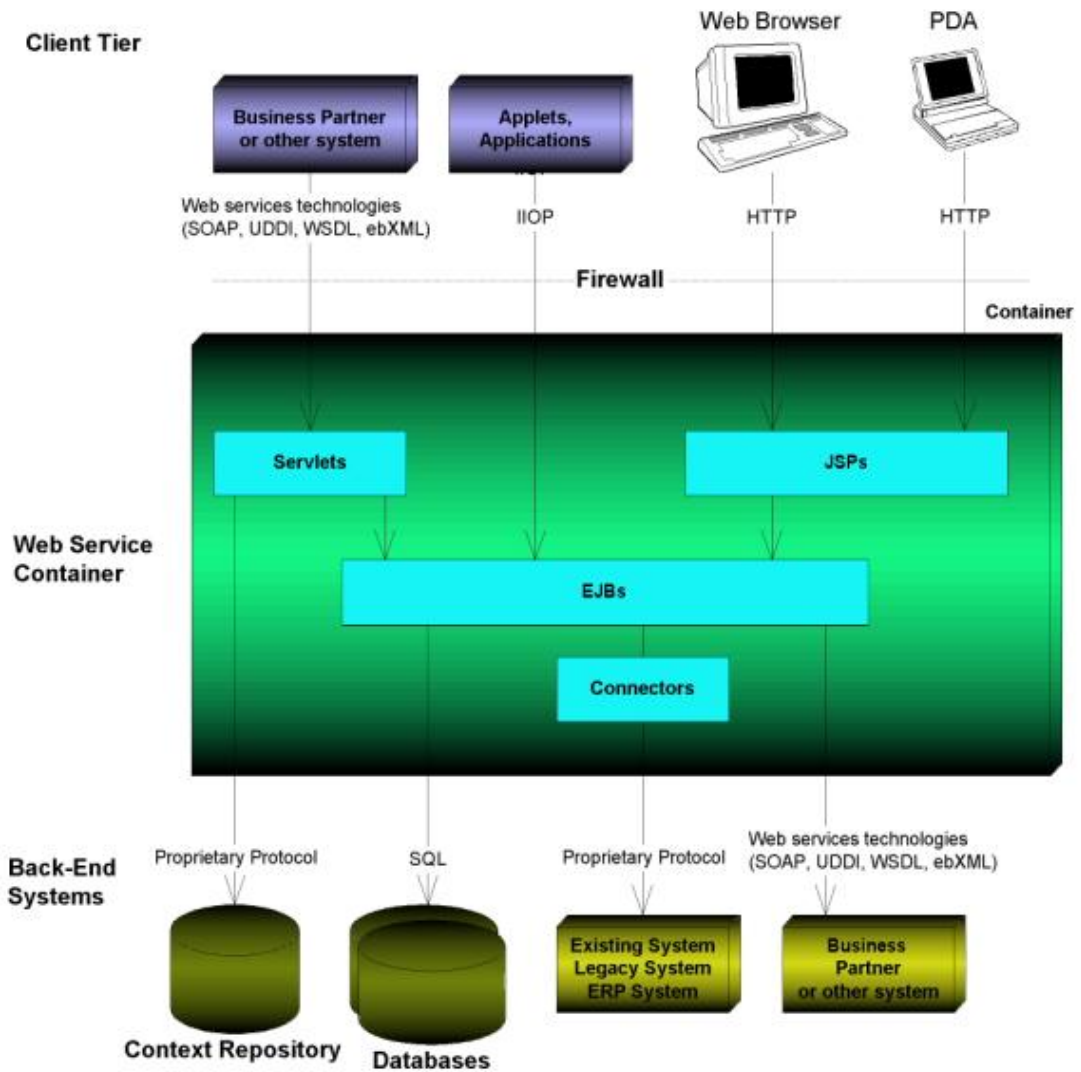 Client Tier
Web Browser
PDA
Business Partner
or other system
Applets,
Applications
Web services technologies
(SOAP, UDDI, WSDL, ebXML)
IIOP
HTTP
HTTP
Firewall
Container
Servlets
JSPs
Web Service
Container
EJBs
Connectors
Back-End
Systems
Proprietary Protocol
SQL
Proprietary Protocol
Web services technologies
(SOAP, UDDI, WSDL, ebXML)
Existing System
Legacy System
ERP System
Business
Partner
or other system
Context Repository
Databases